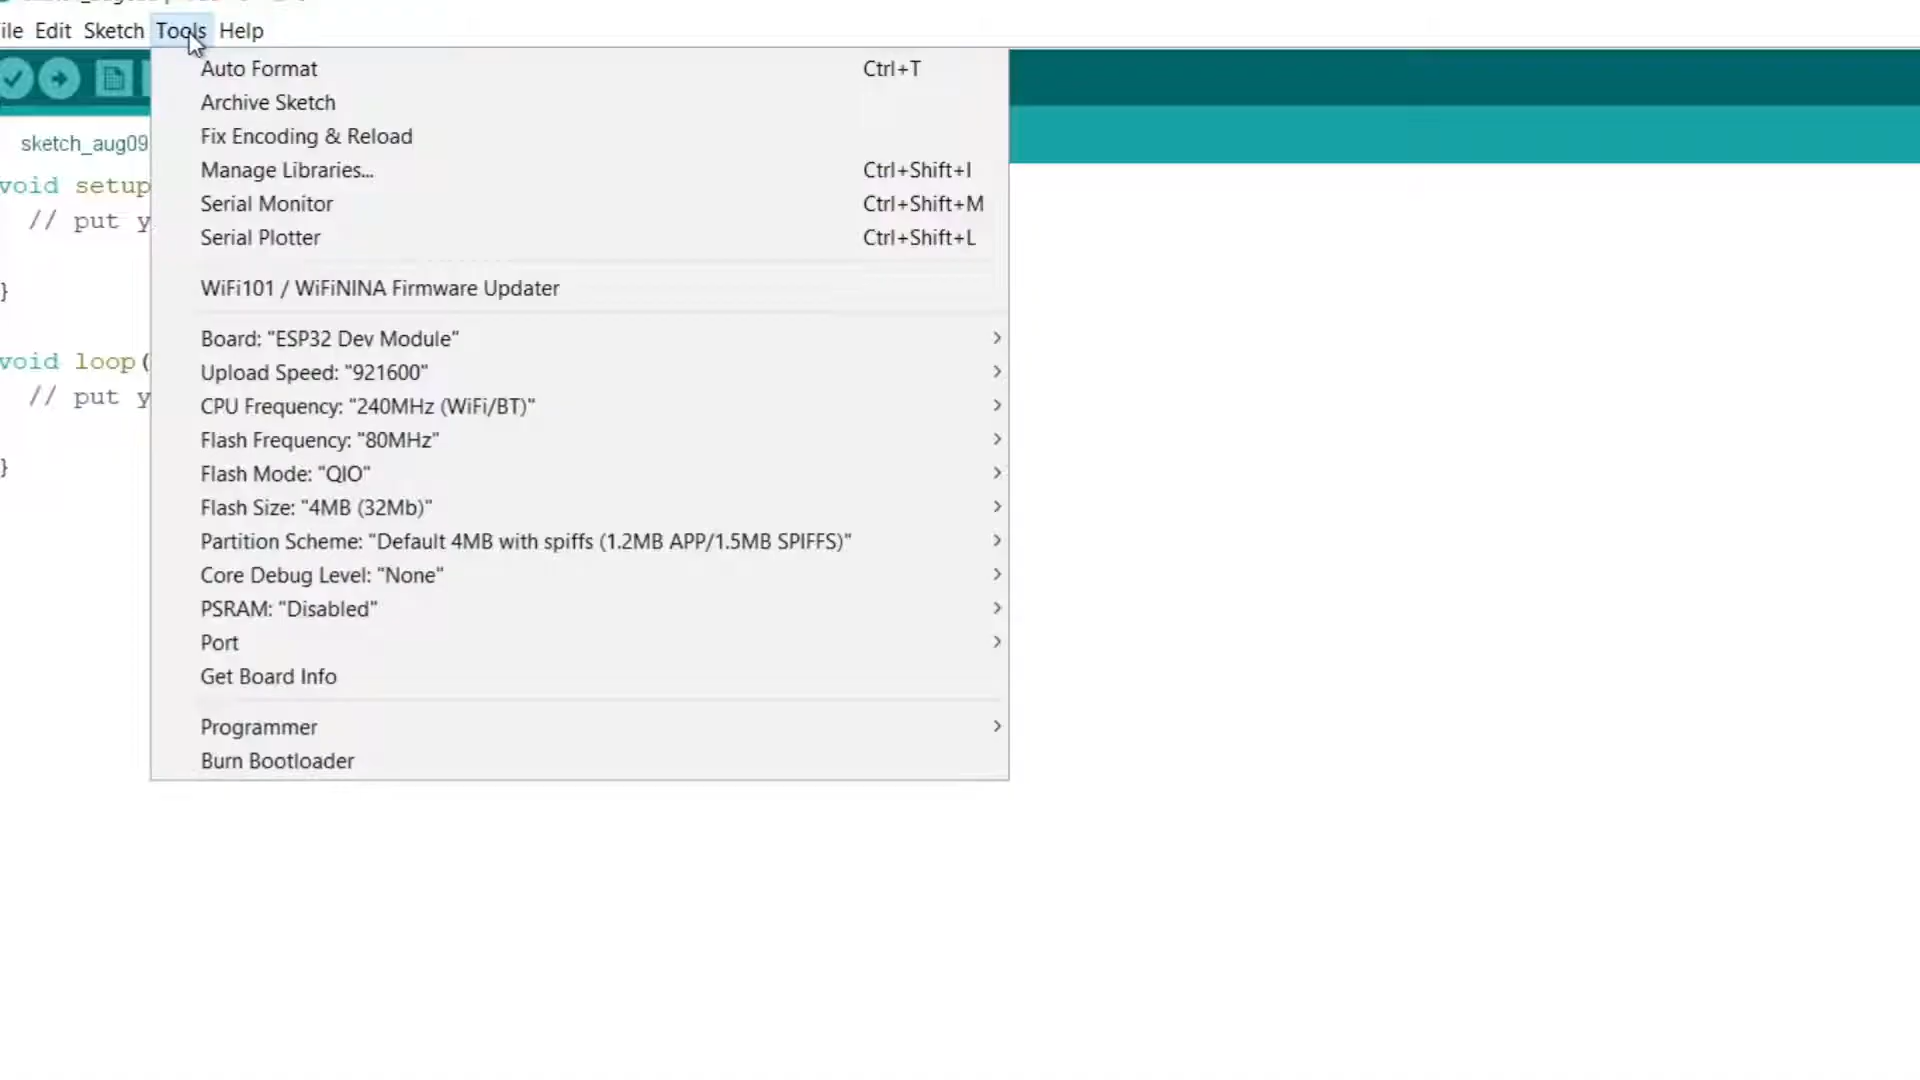 ile Edit Sketch Tools Help
Auto Format Ctrl+T
Archive Sketch
Fix Encoding & Reload
Manage Libraries... Ctrl+Shift+I
Serial Monitor Ctrl+Shift+M
Serial Plotter Ctrl+Shift+L
WiFi101 / WiFiNINA Firmware Updater
Board: "ESP32 Dev Module"
Upload Speed: "921600"
CPU Frequency: "240MHz (WiFi/BT)"
Flash Frequency: "80MHz"
Flash Mode: "QIO"
Flash Size: "4MB (32Mb)"
Partition Scheme: "Default 4MB with spiffs (1.2MB APP/1.5MB SPIFFS)"
Core Debug Level: "None"
PSRAM: "Disabled"
Port
Get Board Info
Programmer
Burn Bootloader
sketch_aug09
void setup
// put y
}
void loop(
// put y
}